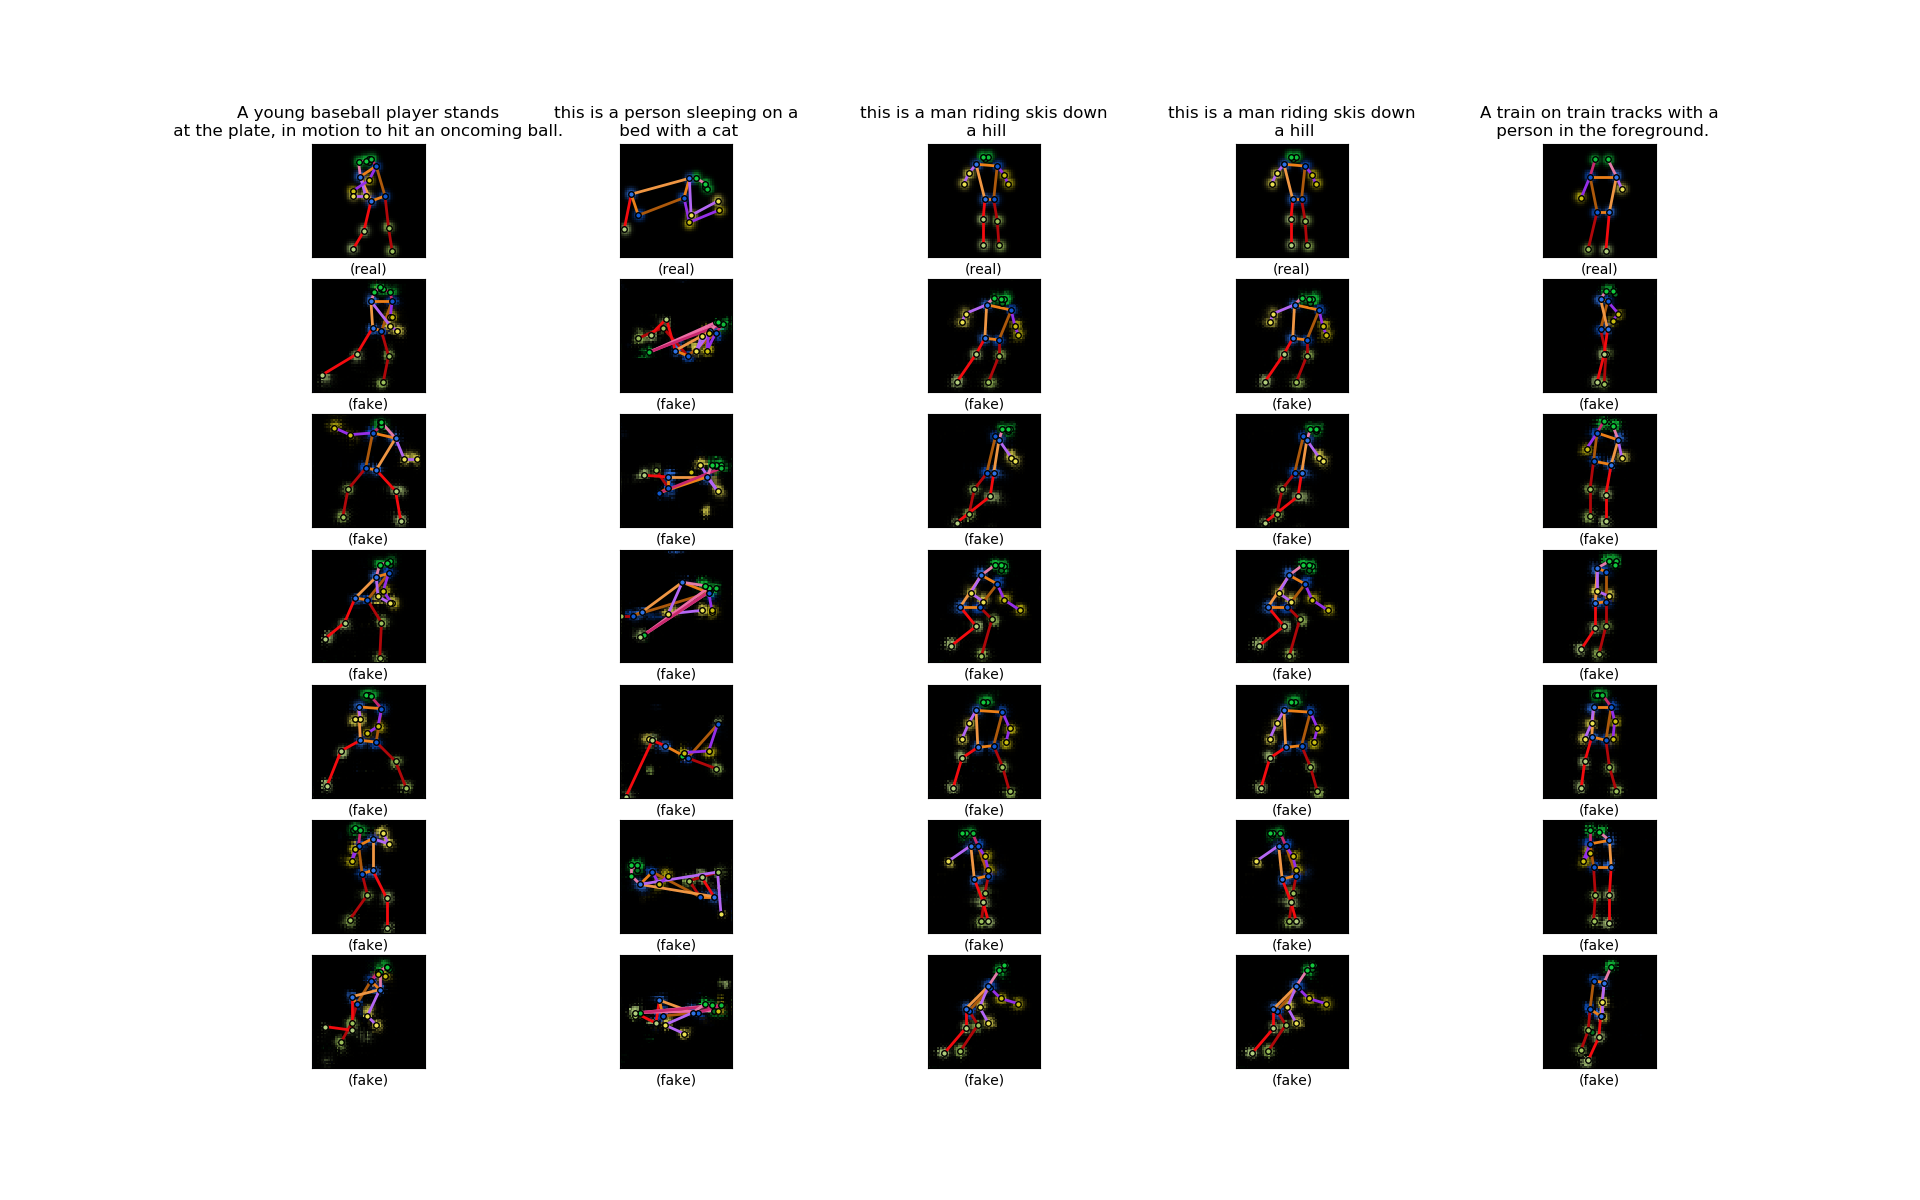 A young baseball player stands
at the plate, in motion to hit an oncoming ball.
this is a person sleeping on a
bed with a cat
this is a man riding skis down
a hill
this is a man riding skis down
a hill
A train on train tracks with a
person in the foreground.
(real) (real) (real) (real) (real)
(fake) (fake) (fake) (fake) (fake)
(fake) (fake) (fake) (fake) (fake)
(fake) (fake) (fake) (fake) (fake)
(fake) (fake) (fake) (fake) (fake)
(fake) (fake) (fake) (fake) (fake)
(fake) (fake) (fake) (fake) (fake)